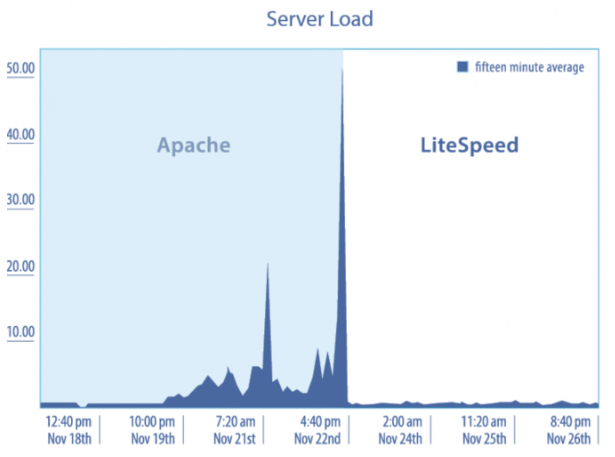 Server Load
50.00
fifteen minute average
40.00
Apache
LiteSpeed
30.00
20.00
10.00
12:40 pm 10:00 pm 7:20 am 4:40 pm 2:00 am 11:20 am 8:40 pm
Nov 18th Nov 19th Nov 21st Nov 22nd Nov 24th Nov 25th Nov 26th